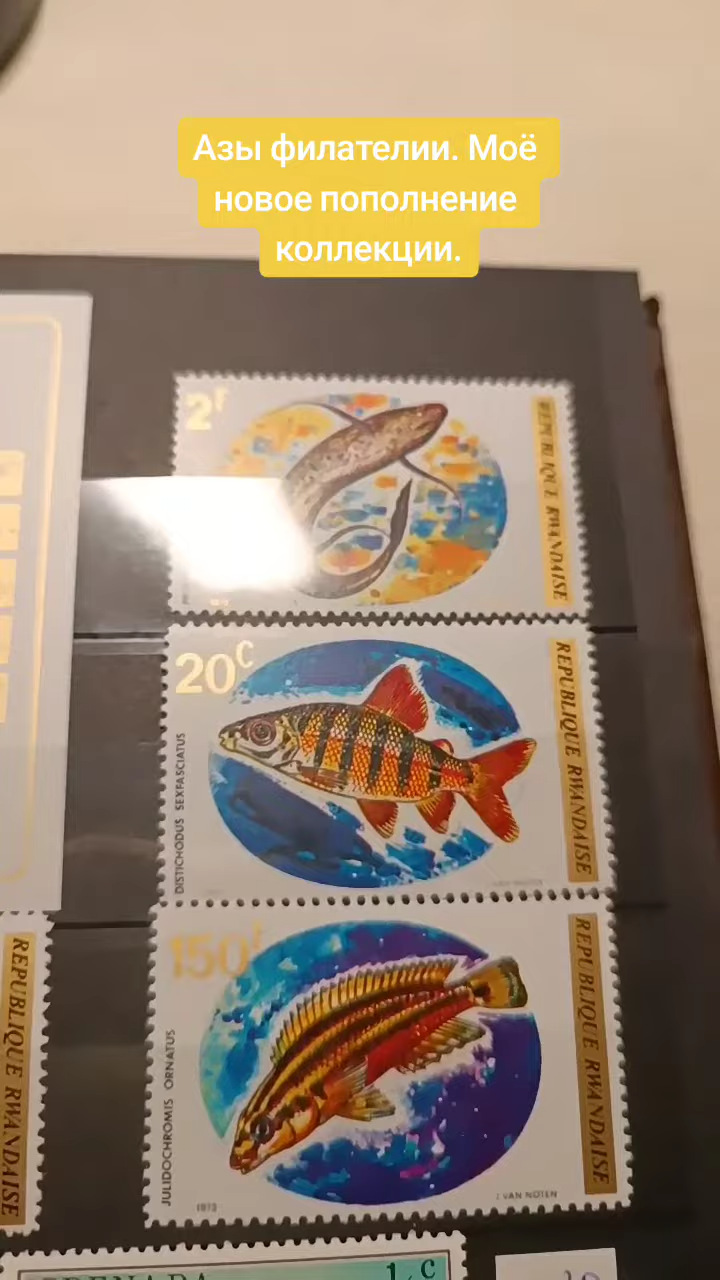 Азы филателии. Моё
новое пополнение
коллекции.
2F
REPUBLIQUE RWANDAISE
20C
DISTICHODUS SEXFASCIATUS
REPUBLIQUE RWANDAISE
150F
JULIDOCHROMIS ORNATUS
REPUBLIQUE RWANDAISE
1973
J. VAN NOTEN
REPUBLIQUE RWANDAISE